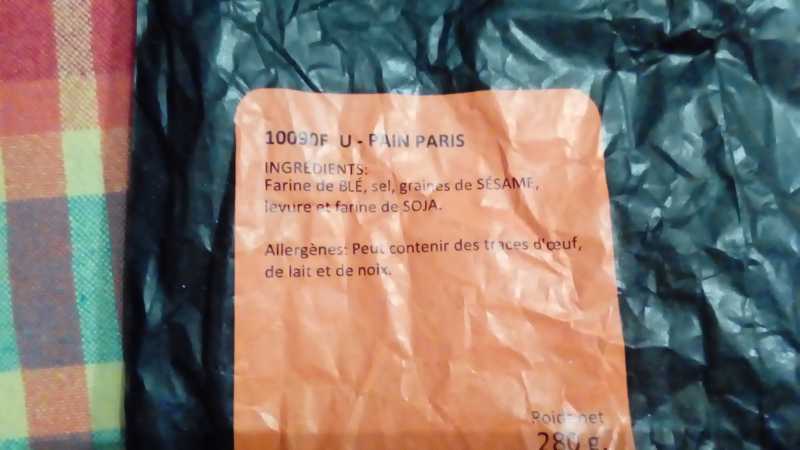 10090F U - PAIN PARIS
INGRÉDIENTS:
Farine de BLÉ, sel, graines de SÉSAME,
levure et farine de SOJA.
Allergènes: Peut contenir des traces d'œuf,
de lait et de noix.
Poids net
280 g.